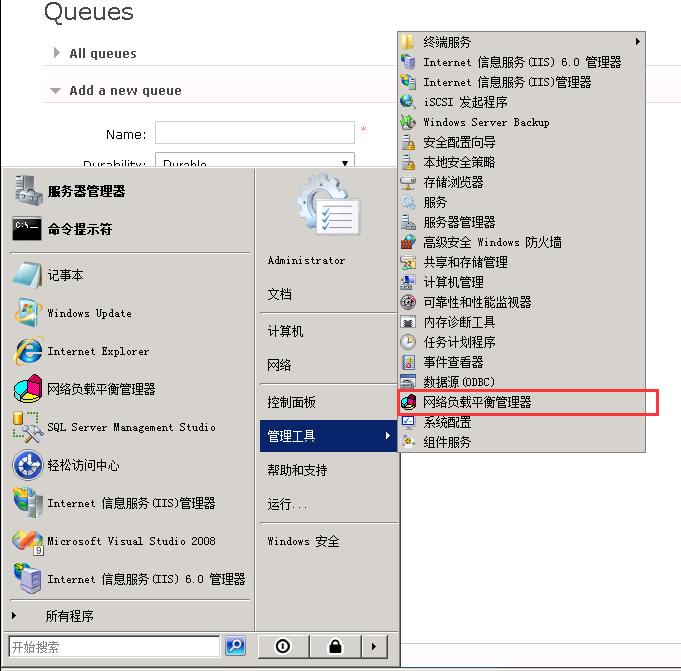 Queues
All queues
Add a new queue
Name:
*
Durability: Durable
服务器管理器
命令提示符
记事本
Windows Update
Internet Explorer
网络负载平衡管理器
SQL Server Management Studio
轻松访问中心
Internet 信息服务(IIS)管理器
Microsoft Visual Studio 2008
Internet 信息服务(IIS) 6.0 管理器
所有程序
开始搜索
Administrator
文档
计算机
网络
控制面板
管理工具
帮助和支持
运行...
Windows 安全
终端服务
Internet 信息服务(IIS) 6.0 管理器
Internet 信息服务(IIS)管理器
iSCSI 发起程序
Windows Server Backup
安全配置向导
本地安全策略
存储浏览器
服务
服务器管理器
高级安全 Windows 防火墙
共享和存储管理
计算机管理
可靠性和性能监视器
内存诊断工具
任务计划程序
事件查看器
数据源(ODBC)
网络负载平衡管理器
系统配置
组件服务